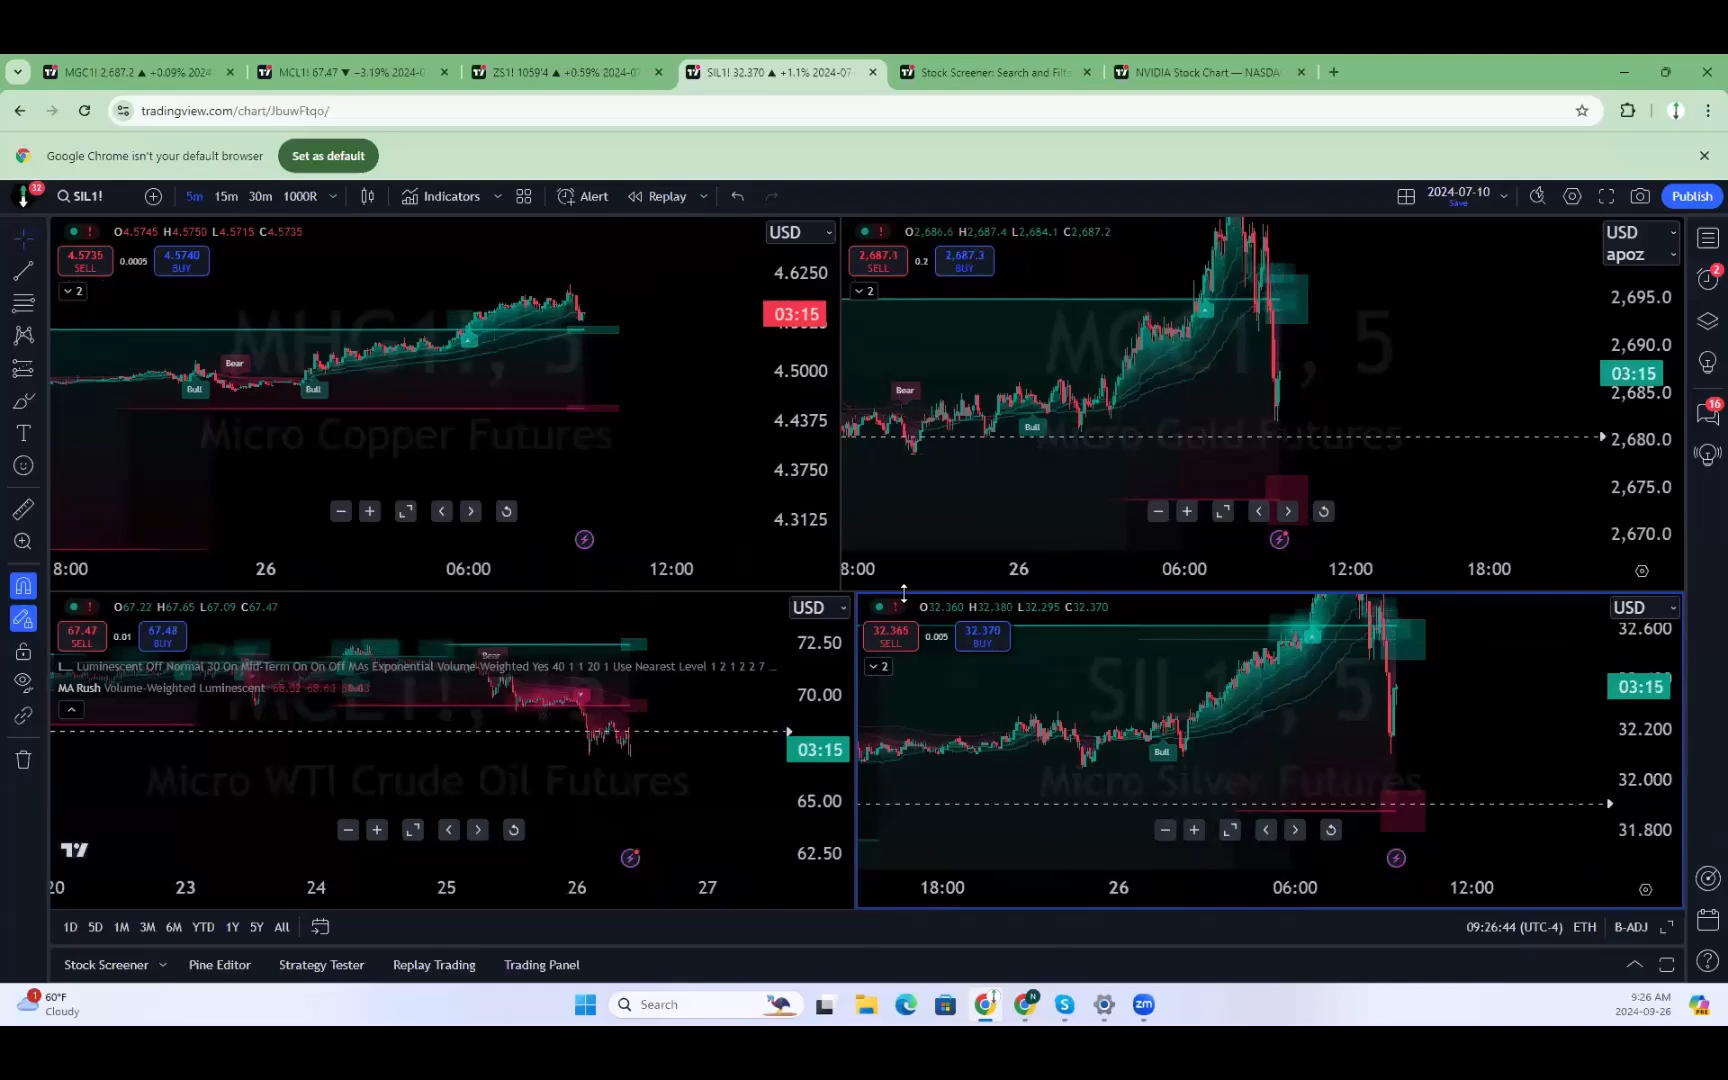 MGC1! 2,687.2 ▲ +0.09% 2024
MCL1! 67.47 ▼ −3.19% 2024-0
ZS1! 1059'4 ▲ +0.59% 2024-07
SIL1! 32.370 ▲ +1.1% 2024-07-
Stock Screener: Search and Filt
NVIDIA Stock Chart — NASDA
tradingview.com/chart/JbuwFtqo/
Google Chrome isn't your default browser Set as default
32 SIL1! 5m 15m 30m 1000R Indicators Alert Replay 2024-07-10 Save Publish
O4.5745 H4.5750 L4.5715 C4.5735 USD
4.5735 SELL 0.0005 4.5740 BUY
2
4.6250
03:15
4.5000
4.4375
4.3750
4.3125
Bear
Bull
Bull
Micro Copper Futures
8:00 26 06:00 12:00
O2,686.6 H2,687.4 L2,684.1 C2,687.2 USD
apoz
2,687.1 SELL 0.2 2,687.3 BUY
2
2,695.0
2,690.0
03:15
2,685.0
2,680.0
2,675.0
2,670.0
Bear
Bull
Micro Gold Futures
8:00 26 06:00 12:00 18:00
O67.22 H67.65 L67.09 C67.47 USD
67.47 SELL 0.01 67.48 BUY
72.50
Bear
Luminescent Off Normal 30 On Mid-Term On On Off MAs Exponential Volume-Weighted Yes 40 1 1 20 1 Use Nearest Level 1 2 1 2 2 7 ...
MA Rush Volume-Weighted Luminescent
70.00
03:15
65.00
62.50
Micro WTI Crude Oil Futures
20 23 24 25 26 27
O32.360 H32.380 L32.295 C32.370 USD
32.365 SELL 0.005 32.370 BUY
2
32.600
03:15
32.200
32.000
31.800
Bull
Micro Silver Futures
18:00 26 06:00 12:00
2
16
1D 5D 1M 3M 6M YTD 1Y 5Y All 09:26:44 (UTC-4) ETH B-ADJ
Stock Screener Pine Editor Strategy Tester Replay Trading Trading Panel
1 60°F
Cloudy
Search
N
zm
9:26 AM
2024-09-26
PRE